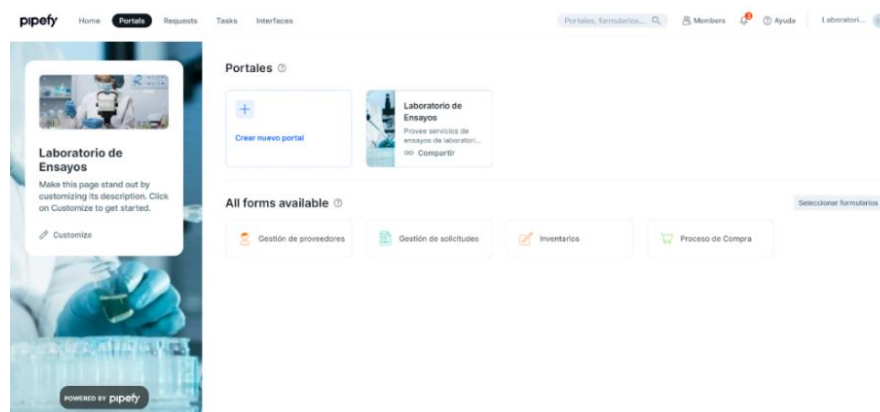 pipefy
Home
Portals
Requests
Tasks
Interfaces
Portales, formularios...
Members
3
Ayuda
Laboratori...
Laboratorio de
Ensayos
Make this page stand out by
customizing its description. Click
on Customize to get started.
Customize
POWERED BY pipefy
Portales
Crear nuevo portal
Laboratorio de
Ensayos
Provee servicios de
ensayos de laboratori...
Compartir
All forms available
Seleccionar formularios
Gestión de proveedores
Gestión de solicitudes
Inventarios
Proceso de Compra